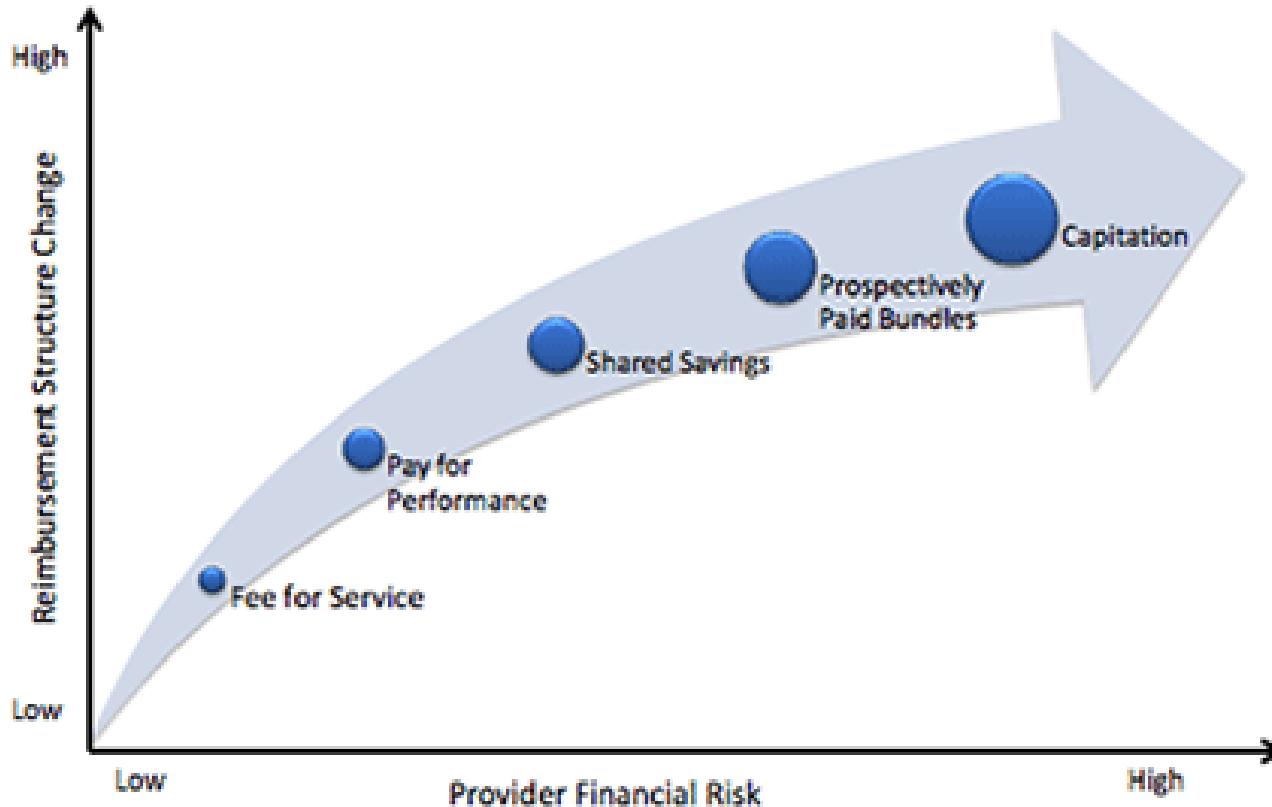 High
Reimbursement Structure Change
Capitation
Prospectively
Paid Bundles
Shared Savings
Pay for
Performance
Fee for Service
Low
Low
High
Provider Financial Risk